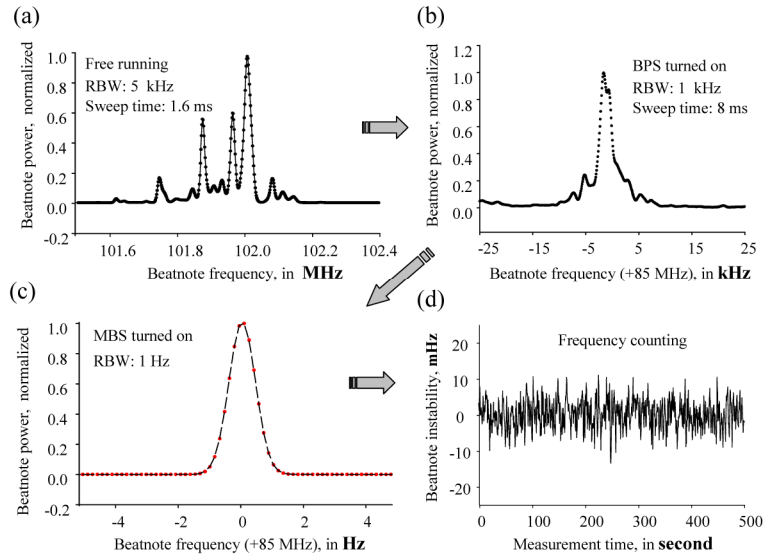 (a)
Beatnote power, normalized
1.0
0.8
0.6
0.4
0.2
0.0
-0.2
Free running
RBW: 5 kHz
Sweep time: 1.6 ms
101.6
101.8
102.0
102.2
102.4
Beatnote frequency, in MHz
(b)
Beatnote power, normalized
1.2
1.0
0.8
0.6
0.4
0.2
0.0
BPS turned on
RBW: 1 kHz
Sweep time: 8 ms
-25
-15
-5
5
15
25
Beatnote frequency (+85 MHz), in kHz
(c)
Beatnote power, normalized
1.0
0.8
0.6
0.4
0.2
0.0
-0.2
MBS turned on
RBW: 1 Hz
-4
-2
0
2
4
Beatnote frequency (+85 MHz), in Hz
(d)
Beatnote instability, mHz
20
10
0
-10
-20
Frequency counting
0
100
200
300
400
500
Measurement time, in second